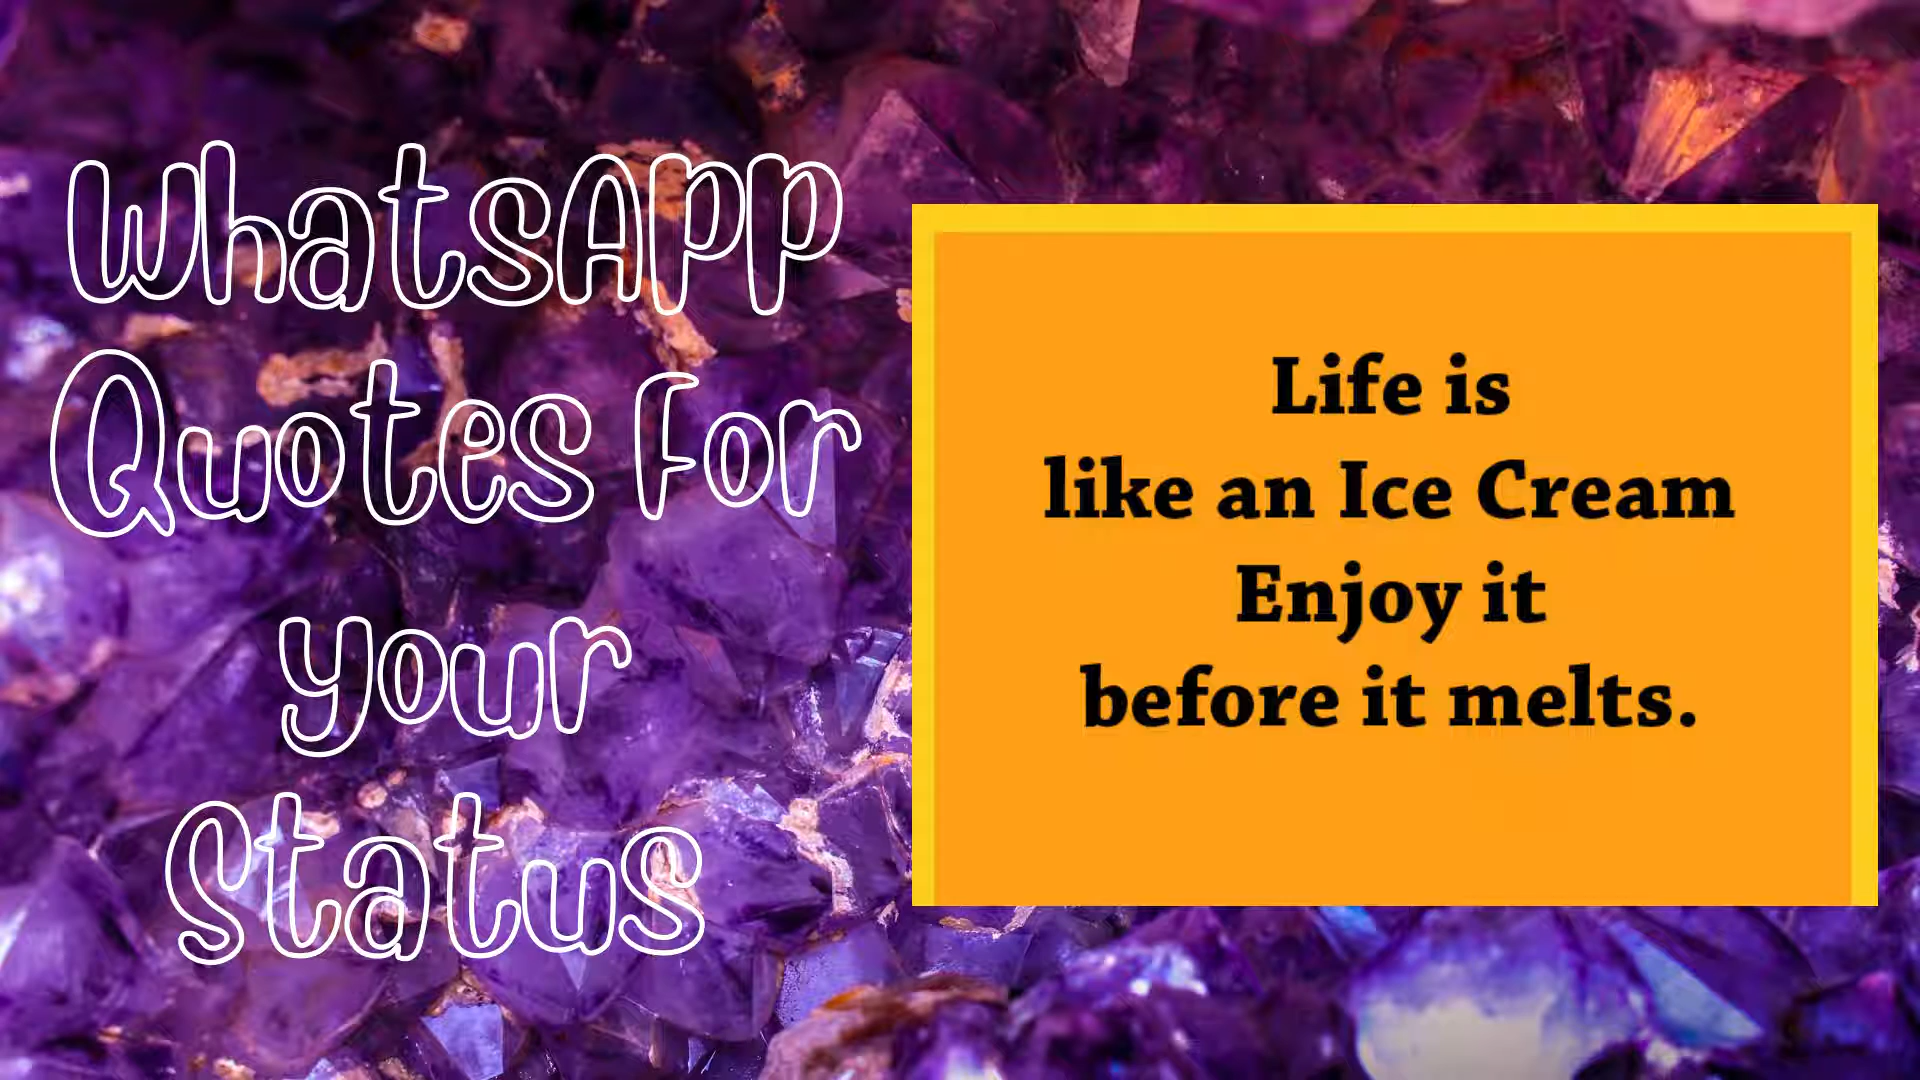 WhatsApp
Quotes For
your
Status
Life is
like an Ice Cream
Enjoy it
before it melts.